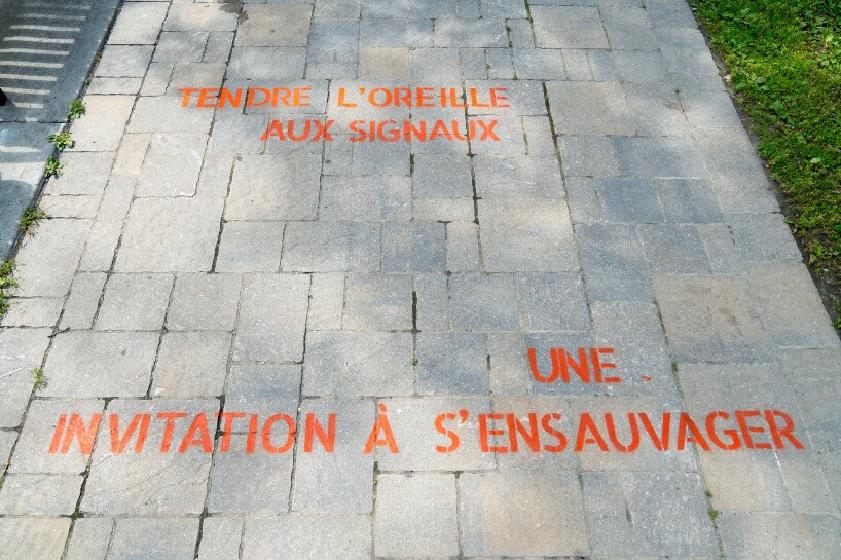 TENDRE L'OREILLE
AUX SIGNAUX
UNE
INVITATION À S'ENSAUVAGER